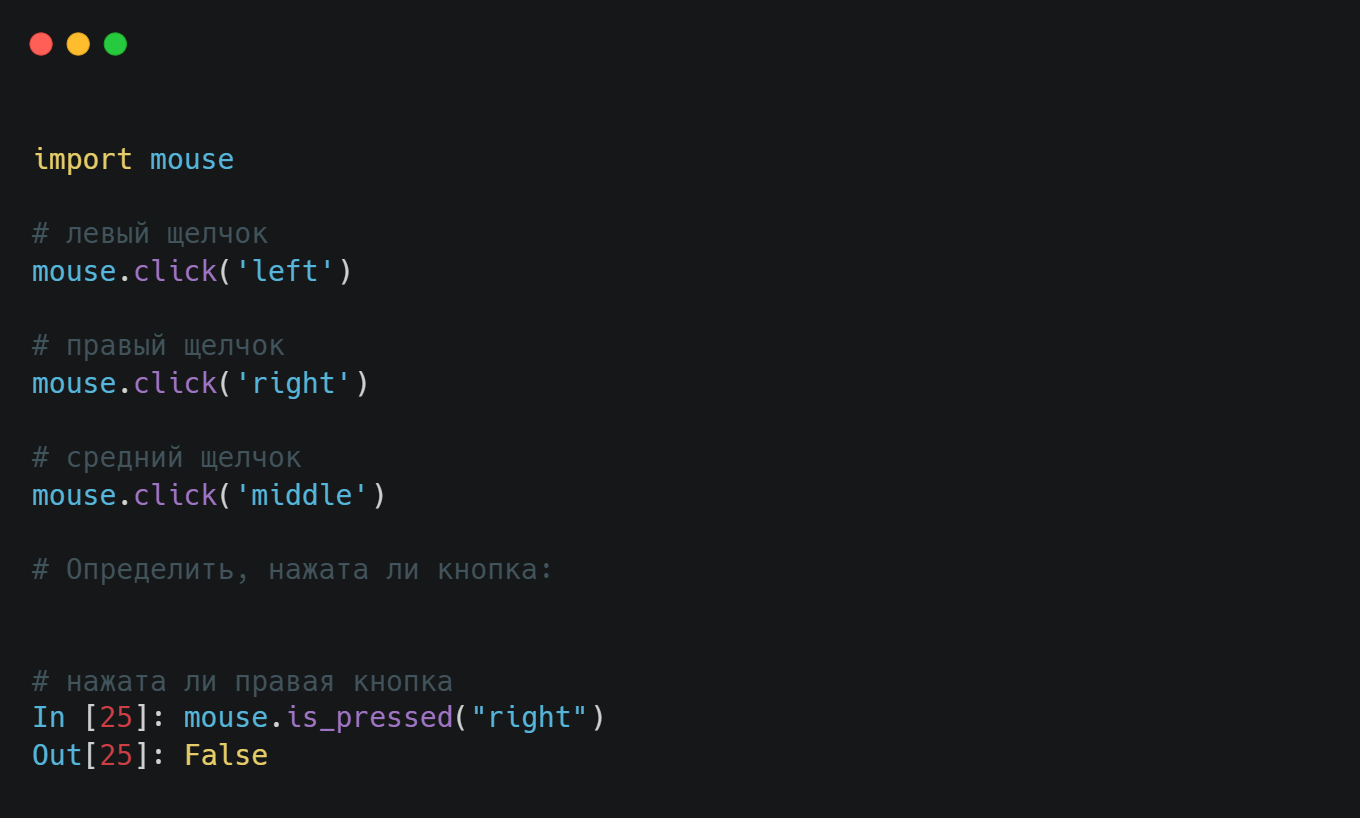 import mouse
# левый щелчок
mouse.click('left')
# правый щелчок
mouse.click('right')
# средний щелчок
mouse.click('middle')
# Определить, нажата ли кнопка:
# нажата ли правая кнопка
In [25]: mouse.is_pressed("right")
Out[25]: False